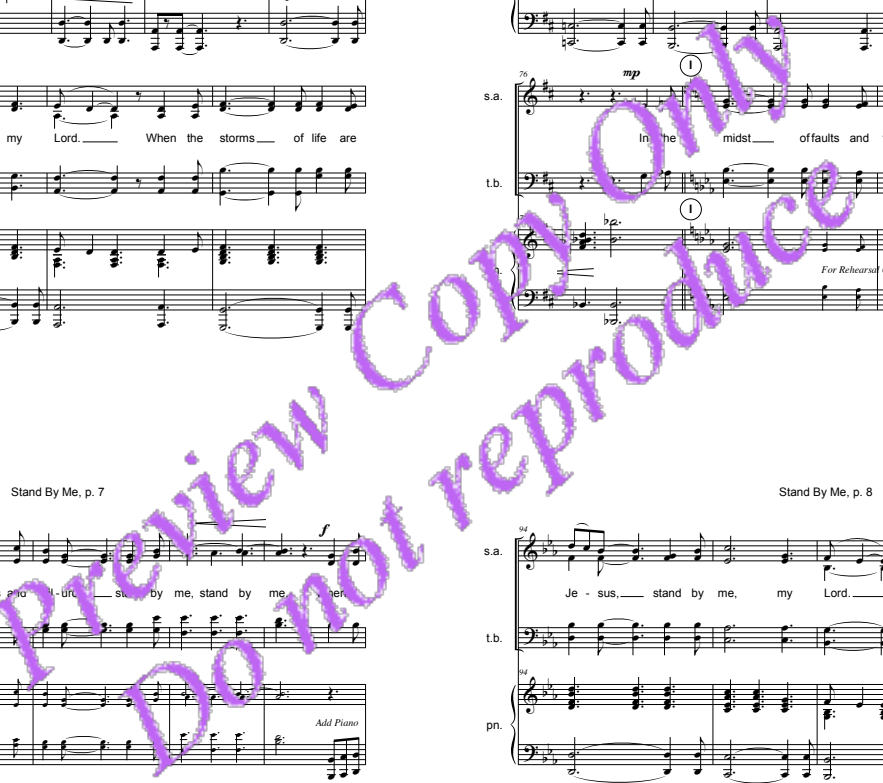 76
mp
I
s.a.
my Lord. When the storms of life are
In the midst of faults and
t.b.
I
For Rehearsal
Preview Copy Only
Do not reproduce
Stand By Me, p. 7
Stand By Me, p. 8
f
94
s.a.
and stand by me, stand by me, When
Je - sus, stand by me, my Lord.
t.b.
94
Add Piano
pn.